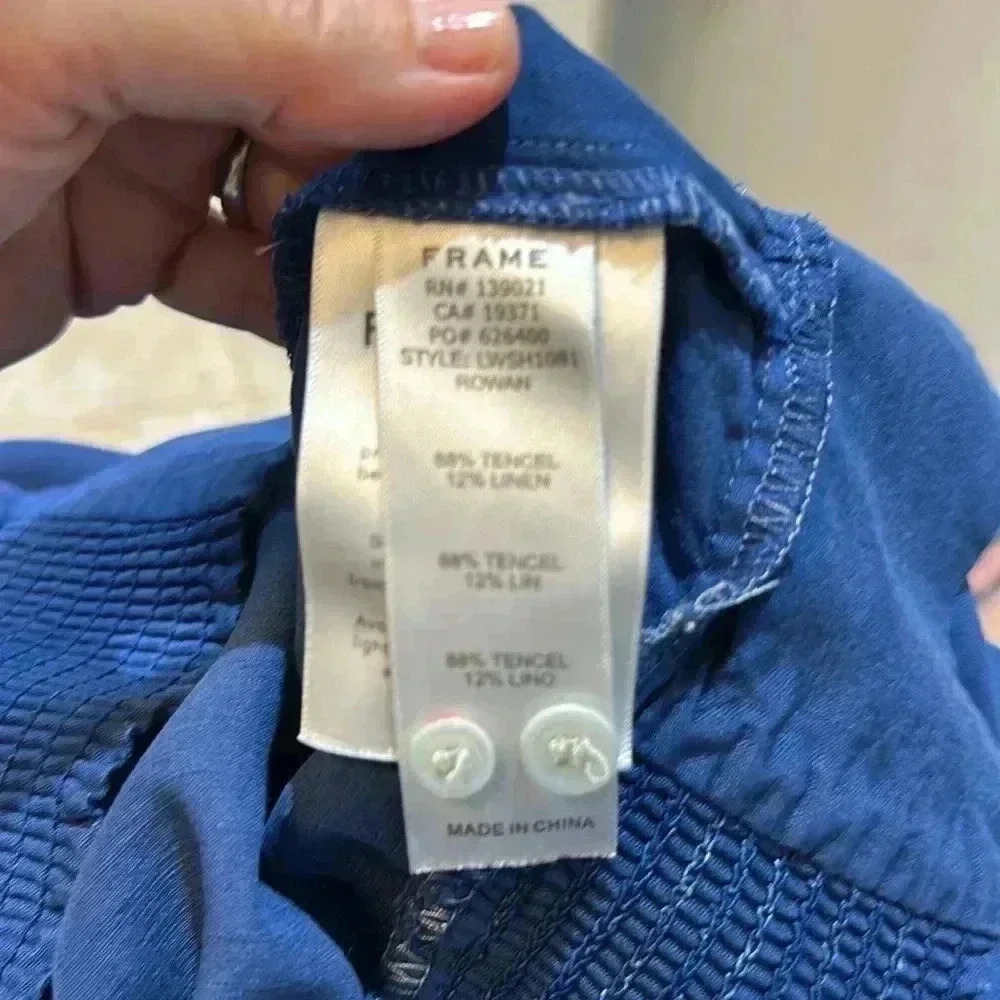 FRAME
RN# 139021
CA# 19371
PO# 626400
STYLE: LWSH1081
ROWAN
88% TENCEL
12% LINEN
88% TENCEL
12% LIN
88% TENCEL
12% LINO
MADE IN CHINA